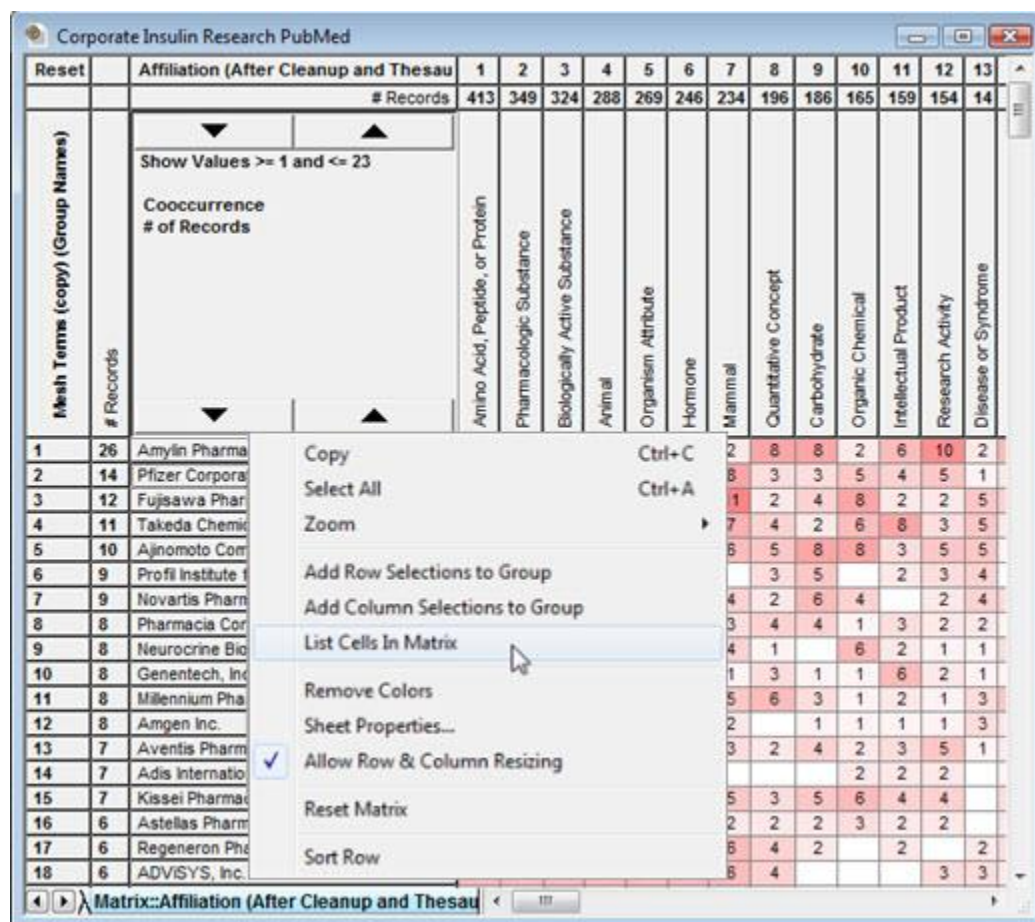 Corporate Insulin Research PubMed
Reset Affiliation (After Cleanup and Thesau 1 2 3 4 5 6 7 8 9 10 11 12 13
# Records 413 349 324 288 269 246 234 196 186 165 159 154 14
Mesh Terms (copy) (Group Names)
# Records
Show Values >= 1 and <= 23
Cooccurrence
# of Records
Amino Acid, Peptide, or Protein
Pharmacologic Substance
Biologically Active Substance
Animal
Organism Attribute
Hormone
Mammal
Quantitative Concept
Carbohydrate
Organic Chemical
Intellectual Product
Research Activity
Disease or Syndrome
1 26 Amylin Pharma 2 8 8 2 6 10 2
2 14 Pfizer Corpora 8 3 3 5 4 5 1
3 12 Fujisawa Phar 1 2 4 8 2 2 5
4 11 Takeda Chemic 7 4 2 6 8 3 5
5 10 Ajinomoto Com 6 5 8 8 3 5 5
6 9 Profil Institute f 3 5 2 3 4
7 9 Novartis Pharm 4 2 6 4 2 4
8 8 Pharmacia Cor 3 4 4 1 3 2 2
9 8 Neurocrine Bio 4 1 6 2 1 1
10 8 Genentech, Inc 1 3 1 1 6 2 1
11 8 Millennium Pha 5 6 3 1 2 1 3
12 8 Amgen Inc. 2 1 1 1 1 3
13 7 Aventis Pharm 3 2 4 2 3 5 1
14 7 Adis Internatio 2 2 2
15 7 Kissei Pharmac 5 3 5 6 4 4
16 6 Astellas Pharm 2 2 2 3 2 2
17 6 Regeneron Pha 6 4 2 2 2
18 6 ADViSYS, Inc. 6 4 3 3
Copy Ctrl+C
Select All Ctrl+A
Zoom
Add Row Selections to Group
Add Column Selections to Group
List Cells In Matrix
Remove Colors
Sheet Properties...
Allow Row & Column Resizing
Reset Matrix
Sort Row
Matrix::Affiliation (After Cleanup and Thesau